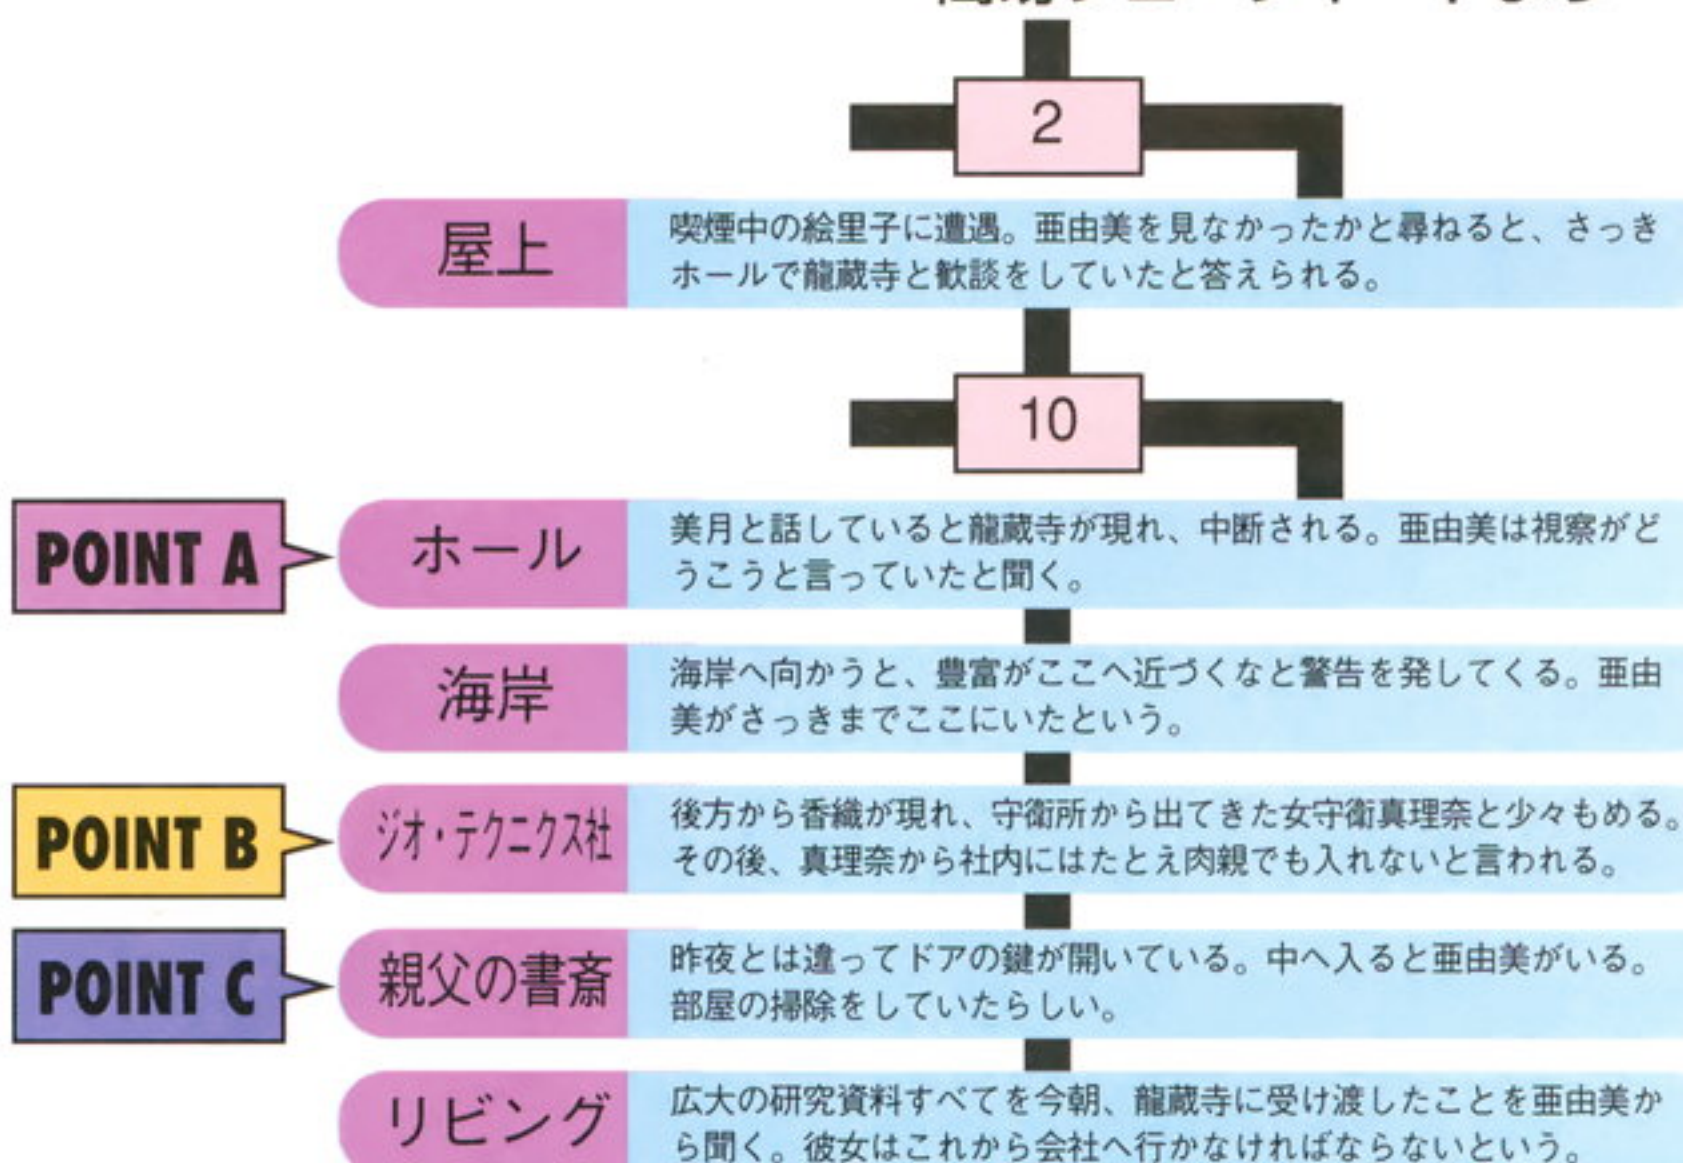 2
屋上
喫煙中の絵里子に遭遇。亜由美を見なかったかと尋ねると、さっき
ホールで龍蔵寺と歓談をしていたと答えられる。
10
POINT A
ホール
美月と話していると龍蔵寺が現れ、中断される。亜由美は視察がど
うこうと言っていたと聞く。
海岸
海岸へ向かうと、豊富がここへ近づくなと警告を発してくる。亜由
美がさっきまでここにいたという。
POINT B
ジオ・テクニクス社
後方から香織が現れ、守衛所から出てきた女守衛真理奈と少々もめる。
その後、真理奈から社内にはたとえ肉親でも入れないと言われる。
POINT C
親父の書斎
昨夜とは違ってドアの鍵が開いている。中へ入ると亜由美がいる。
部屋の掃除をしていたらしい。
リビング
広大の研究資料すべてを今朝、龍蔵寺に受け渡したことを亜由美か
ら聞く。彼女はこれから会社へ行かなければならないという。